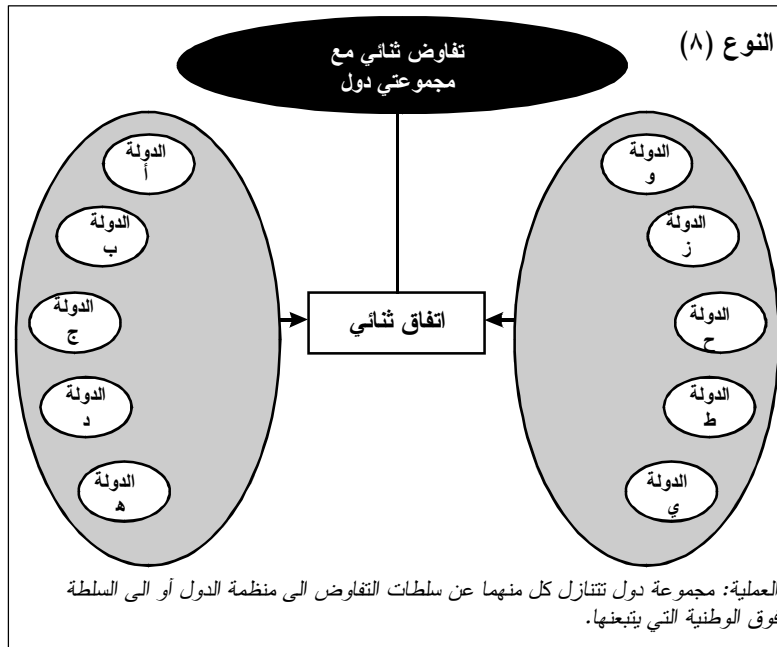 النوع (٨)
تفاوض ثنائي مع
مجموعتي دول
الدولة
أ
الدولة
ب
الدولة
ج
الدولة
د
الدولة
ه
اتفاق ثنائي
الدولة
و
الدولة
ز
الدولة
ح
الدولة
ط
الدولة
ي
العملية: مجموعة دول تتنازل كل منهما عن سلطات التفاوض الى منظمة الدول أو الى السلطة
فوق الوطنية التي يتبعنها.